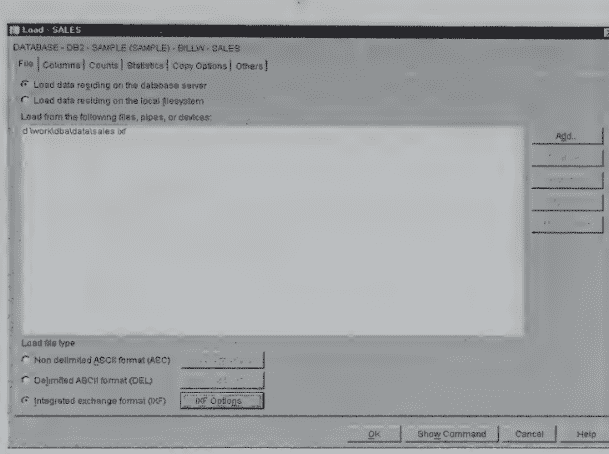 Load - SALES
DATABASE - DB2 - SAMPLE (SAMPLE) - BILLW - SALES
File Columns Counts Statistics Copy Options Others
Load data residing on the database server
Load data residing on the local filesystem
Load from the following files, pipes, or devices:
d:\work\dba\data\sales.ixf
Add...
Load file type
Non delimited ASCII format (ASC)
Delimited ASCII format (DEL)
Integrated exchange format (IXF) IXF Options
Ok Show Command Cancel Help